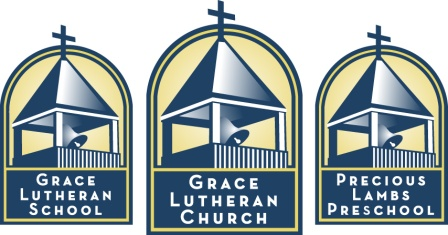 GRACE
LUTHERAN
SCHOOL
GRACE
LUTHERAN
CHURCH
PRECIOUS
LAMBS
PRESCHOOL